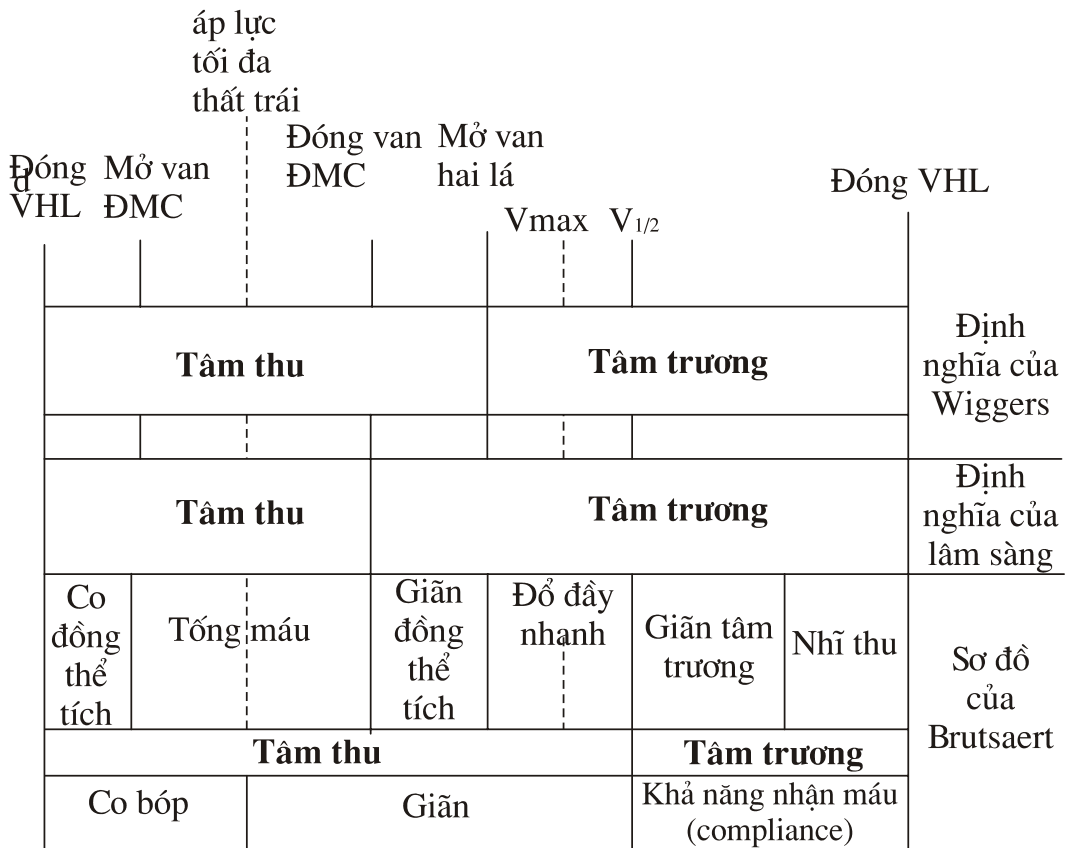 áp lực
tối đa
thất trái
Đóng van
ĐMC
Mở van
hai lá
Đóng
VHL
Mở van
ĐMC
Đóng VHL
Vmax
V1/2
Tâm thu
Tâm trương
Định
nghĩa của
Wiggers
Tâm thu
Tâm trương
Định
nghĩa của
lâm sàng
Co
đồng
thể
tích
Tống máu
Giãn
đồng
thể
tích
Đổ đầy
nhanh
Giãn tâm
trương
Nhĩ thu
Sơ đồ
của
Brutsaert
Tâm thu
Tâm trương
Co bóp
Giãn
Khả năng nhận máu
(compliance)